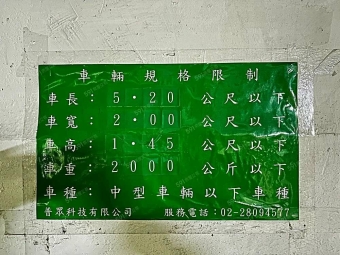 車輛規格限制
車長：5.20 公尺以下
車寬：2.00 公尺以下
車高：1.45 公尺以下
車重：2000 公斤以下
車種：中型車輛以下車種
普眾科技有限公司 服務電話：02-28094577